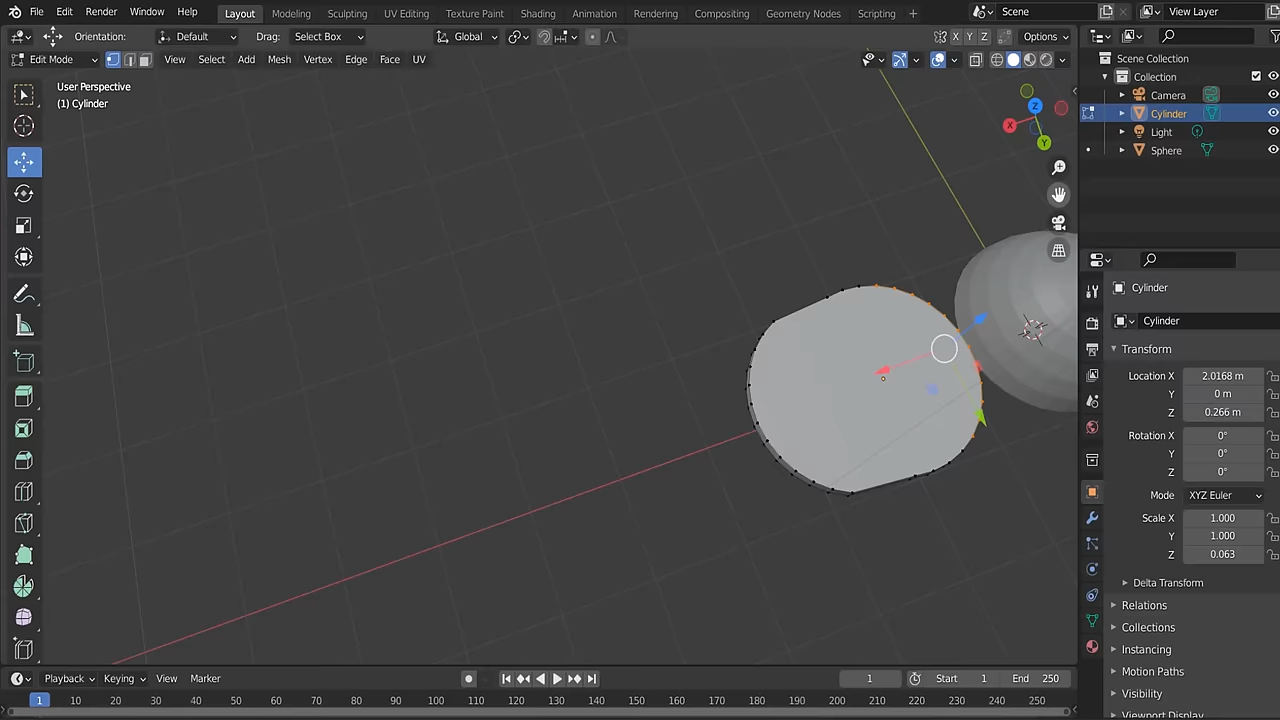 File Edit Render Window Help Layout Modeling Sculpting UV Editing Texture Paint Shading Animation Rendering Compositing Geometry Nodes Scripting + Scene View Layer
Orientation: Default Drag: Select Box Global X Y Z Options
Edit Mode View Select Add Mesh Vertex Edge Face UV
User Perspective
(1) Cylinder
Z
X
Y
Scene Collection
Collection
Camera
Cylinder
Light
Sphere
Cylinder
Cylinder
Transform
Location X 2.0168 m
Y 0 m
Z 0.266 m
Rotation X 0°
Y 0°
Z 0°
Mode XYZ Euler
Scale X 1.000
Y 1.000
Z 0.063
Delta Transform
Relations
Collections
Instancing
Motion Paths
Visibility
Viewport Display
Playback Keying View Marker 1 Start 1 End 250
1 10 20 30 40 50 60 70 80 90 100 110 120 130 140 150 160 170 180 190 200 210 220 230 240 250